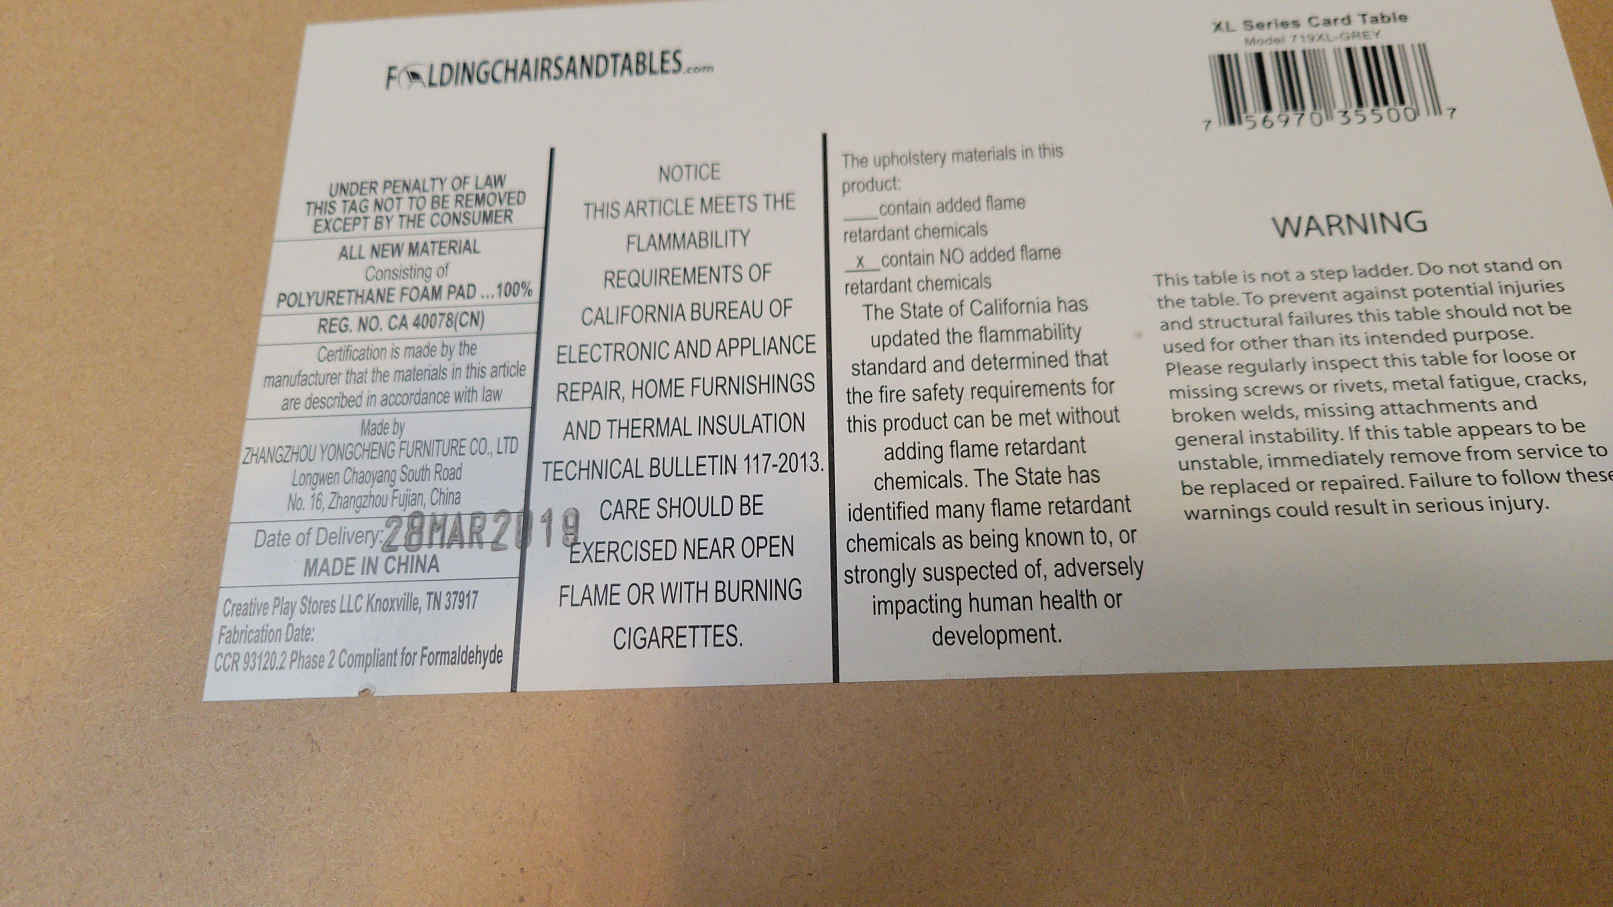 FOLDINGCHAIRSANDTABLES.com
XL Series Card Table
Model 719XL-GREY
7 56970 35500 7
UNDER PENALTY OF LAW
THIS TAG NOT TO BE REMOVED
EXCEPT BY THE CONSUMER
ALL NEW MATERIAL
Consisting of
POLYURETHANE FOAM PAD ...100%
REG. NO. CA 40078(CN)
Certification is made by the
manufacturer that the materials in this article
are described in accordance with law
Made by
ZHANGZHOU YONGCHENG FURNITURE CO., LTD
Longwen Chaoyang South Road
No. 16, Zhangzhou Fujian, China
Date of Delivery: 28MAR2019
MADE IN CHINA
Creative Play Stores LLC Knoxville, TN 37917
Fabrication Date:
CCR 93120.2 Phase 2 Compliant for Formaldehyde
NOTICE
THIS ARTICLE MEETS THE
FLAMMABILITY
REQUIREMENTS OF
CALIFORNIA BUREAU OF
ELECTRONIC AND APPLIANCE
REPAIR, HOME FURNISHINGS
AND THERMAL INSULATION
TECHNICAL BULLETIN 117-2013.
CARE SHOULD BE
EXERCISED NEAR OPEN
FLAME OR WITH BURNING
CIGARETTES.
The upholstery materials in this
product:
____contain added flame
retardant chemicals
_x_contain NO added flame
retardant chemicals
The State of California has
updated the flammability
standard and determined that
the fire safety requirements for
this product can be met without
adding flame retardant
chemicals. The State has
identified many flame retardant
chemicals as being known to, or
strongly suspected of, adversely
impacting human health or
development.
WARNING
This table is not a step ladder. Do not stand on
the table. To prevent against potential injuries
and structural failures this table should not be
used for other than its intended purpose.
Please regularly inspect this table for loose or
missing screws or rivets, metal fatigue, cracks,
broken welds, missing attachments and
general instability. If this table appears to be
unstable, immediately remove from service to
be replaced or repaired. Failure to follow these
warnings could result in serious injury.